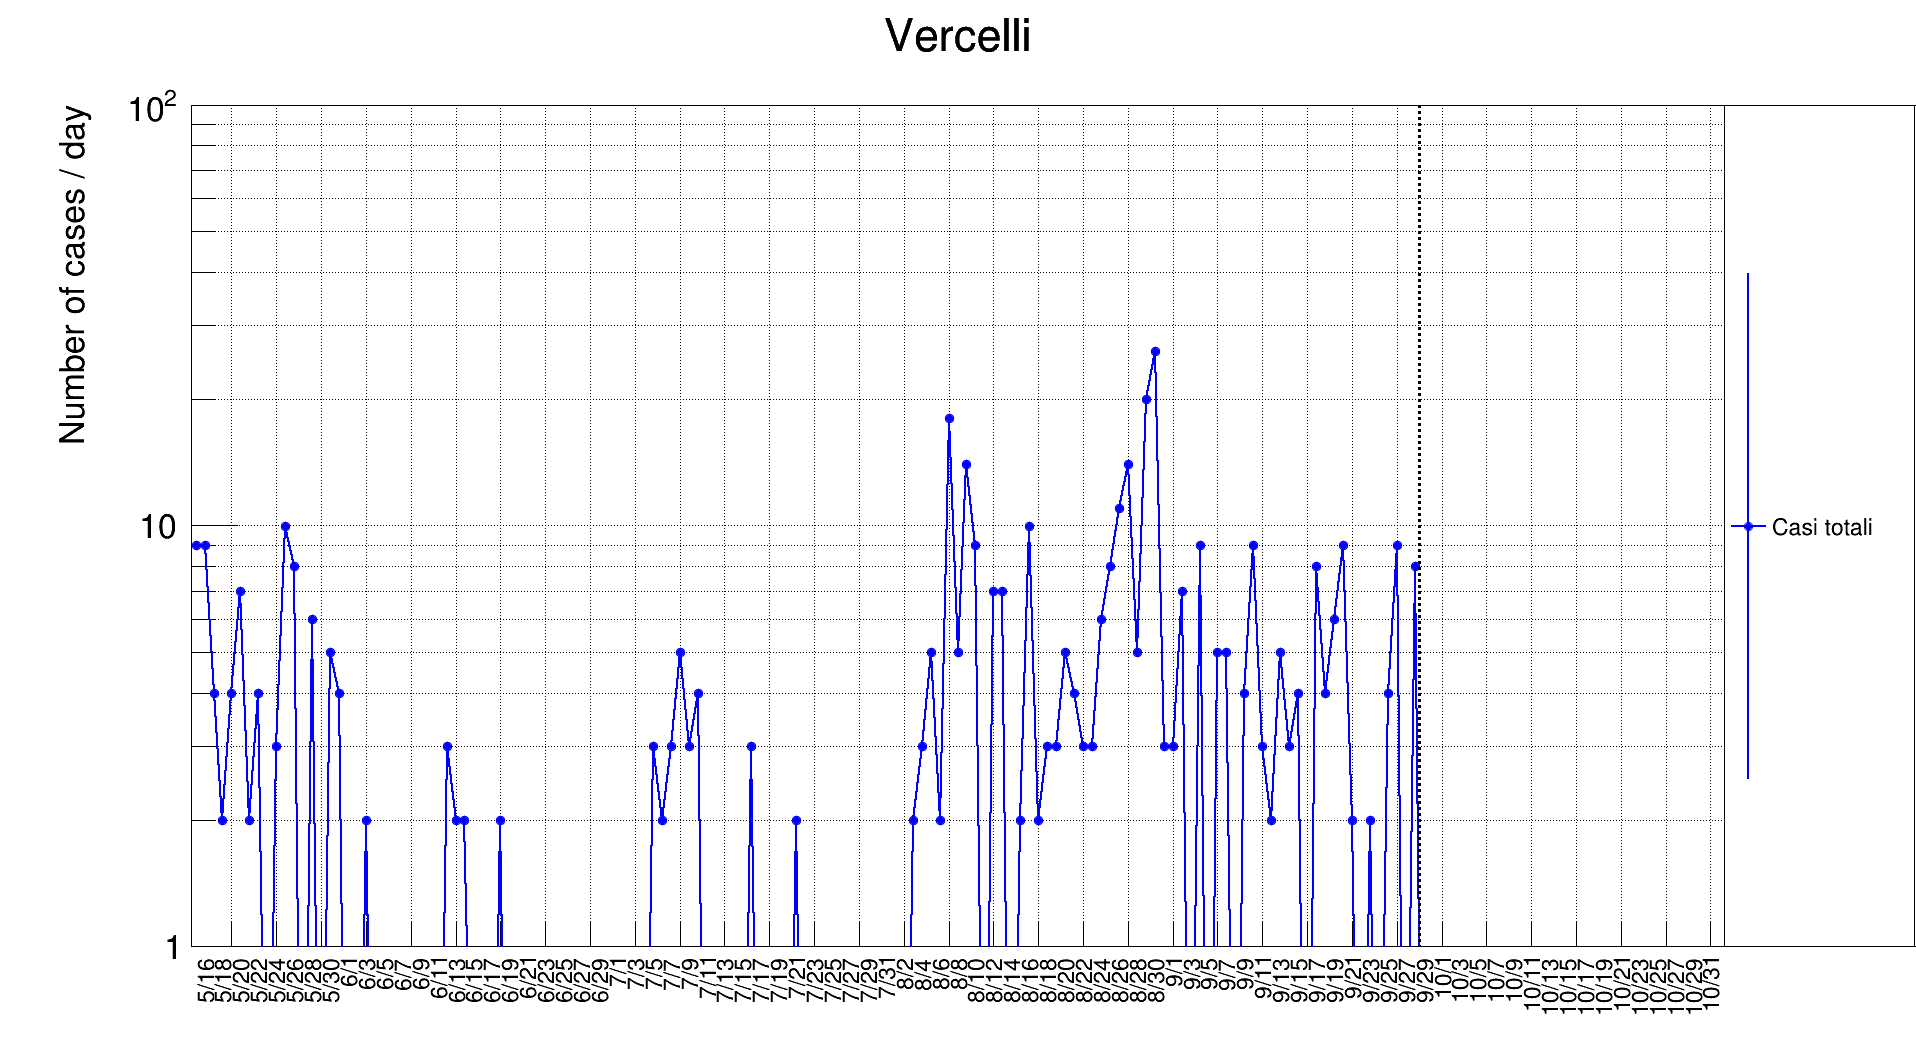 Vercelli
Number of cases / day
10²
10
1
Casi totali
5/16 5/18 5/20 5/22 5/24 5/26 5/28 5/30 6/1 6/3 6/5 6/7 6/9 6/11 6/13 6/15 6/17 6/19 6/21 6/23 6/25 6/27 6/29 7/1 7/3 7/5 7/7 7/9 7/11 7/13 7/15 7/17 7/19 7/21 7/23 7/25 7/27 7/29 7/31 8/2 8/4 8/6 8/8 8/10 8/12 8/14 8/16 8/18 8/20 8/22 8/24 8/26 8/28 8/30 9/1 9/3 9/5 9/7 9/9 9/11 9/13 9/15 9/17 9/19 9/21 9/23 9/25 9/27 9/29 10/1 10/3 10/5 10/7 10/9 10/11 10/13 10/15 10/17 10/19 10/21 10/23 10/25 10/27 10/29 10/31